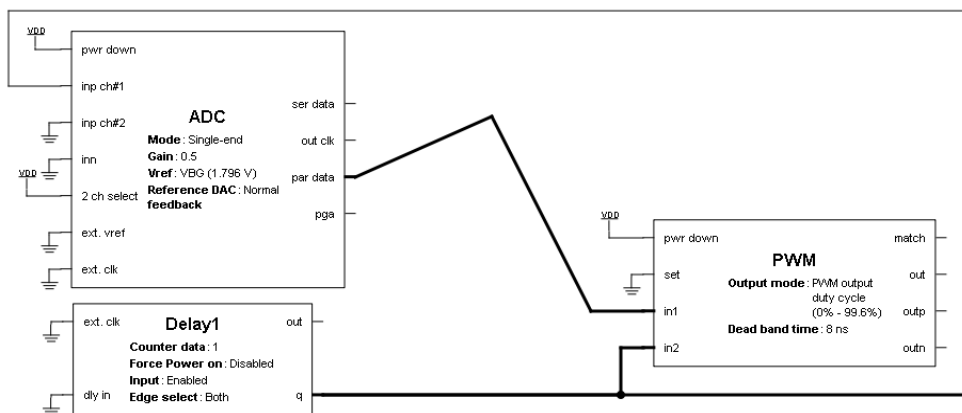 VDD
pwr down
inp ch#1
inp ch#2
inn
VDD
2 ch select
ext. vref
ext. clk
ADC
Mode : Single-end
Gain : 0.5
Vref : VBG (1.796 V)
Reference DAC : Normal
feedback
ser data
out clk
par data
pga
VDD
pwr down
set
in1
in2
PWM
Output mode : PWM output
duty cycle
(0% - 99.6%)
Dead band time : 8 ns
match
out
outp
outn
ext. clk
dly in
Delay1
Counter data : 1
Force Power on : Disabled
Input : Enabled
Edge select : Both
out
q